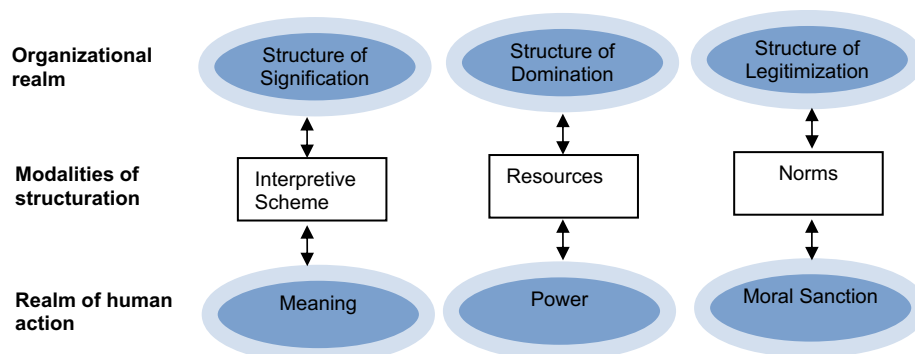 Organizational
realm
Structure of
Signification
Structure of
Domination
Structure of
Legitimization
Modalities of
structuration
Interpretive
Scheme
Resources
Norms
Realm of human
action
Meaning
Power
Moral Sanction